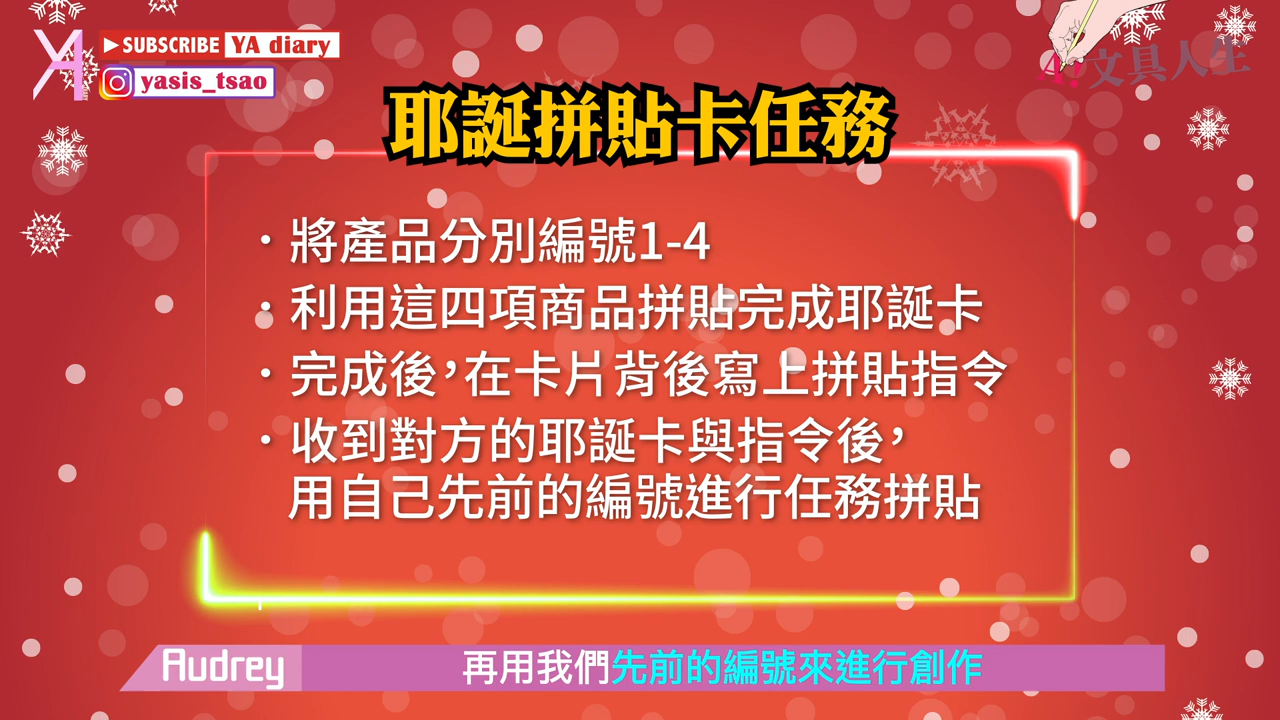 YA
SUBSCRIBE YA diary
yasis_tsao
文具人生
耶誕拼貼卡任務
·將產品分別編號1-4
·利用這四項商品拼貼完成耶誕卡
·完成後,在卡片背後寫上拼貼指令
·收到對方的耶誕卡與指令後,
用自己先前的編號進行任務拼貼
Audrey
再用我們先前的編號來進行創作